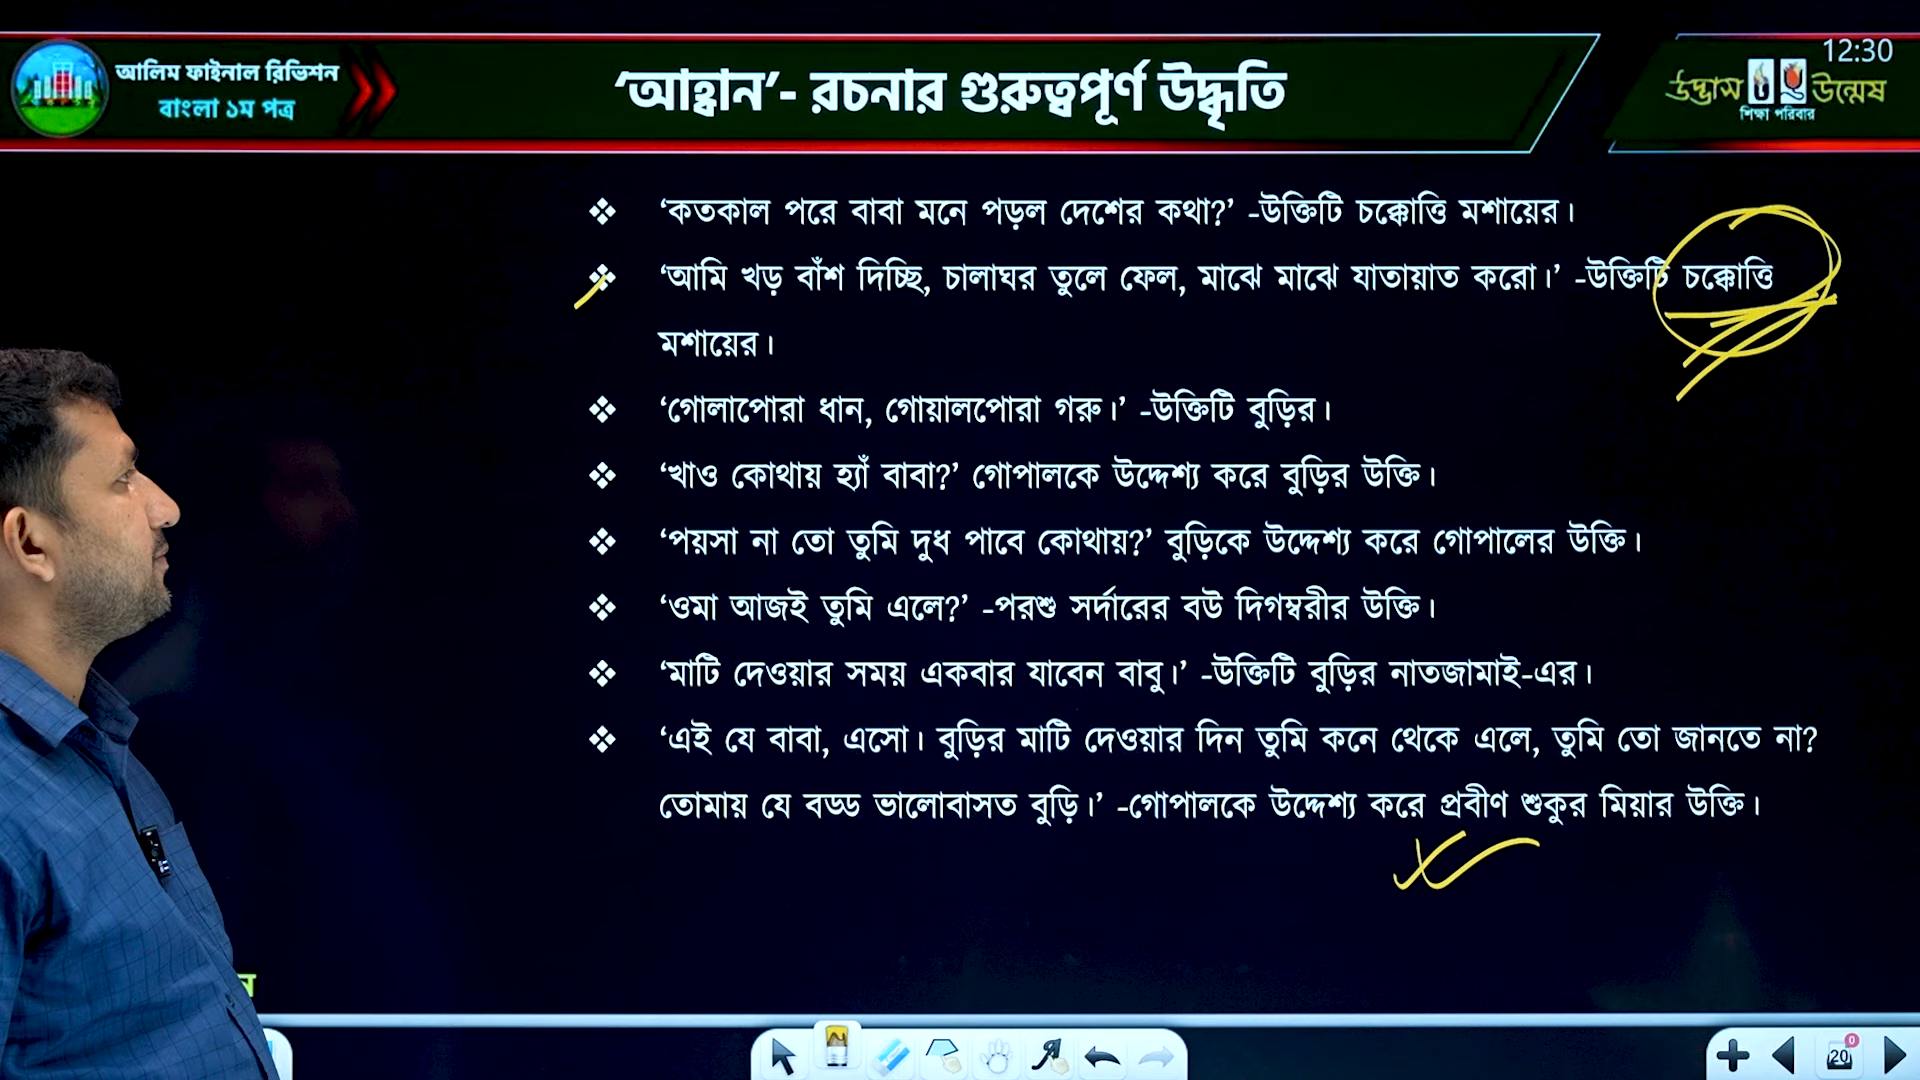 12:30
আলিম ফাইনাল রিভিশন
বাংলা ১ম পত্র
‘আহ্বান’- রচনার গুরুত্বপূর্ণ উদ্ধৃতি
উদ্ভাস উন্মেষ
শিক্ষা পরিবার
‘কতকাল পরে বাবা মনে পড়ল দেশের কথা?’ -উক্তিটি চক্কোত্তি মশায়ের।
‘আমি খড় বাঁশ দিচ্ছি, চালাঘর তুলে ফেল, মাঝে মাঝে যাতায়াত করো।’ -উক্তিটি চক্কোত্তি
মশায়ের।
‘গোলাপোরা ধান, গোয়ালপোরা গরু।’ -উক্তিটি বুড়ির।
‘খাও কোথায় হ্যাঁ বাবা?’ গোপালকে উদ্দেশ্য করে বুড়ির উক্তি।
‘পয়সা না তো তুমি দুধ পাবে কোথায়?’ বুড়িকে উদ্দেশ্য করে গোপালের উক্তি।
‘ওমা আজই তুমি এলে?’ -পরশু সর্দারের বউ দিগম্বরীর উক্তি।
‘মাটি দেওয়ার সময় একবার যাবেন বাবু।’ -উক্তিটি বুড়ির নাতজামাই-এর।
‘এই যে বাবা, এসো। বুড়ির মাটি দেওয়ার দিন তুমি কনে থেকে এলে, তুমি তো জানতে না?
তোমায় যে বড্ড ভালোবাসত বুড়ি।’ -গোপালকে উদ্দেশ্য করে প্রবীণ শুকুর মিয়ার উক্তি।
20
0